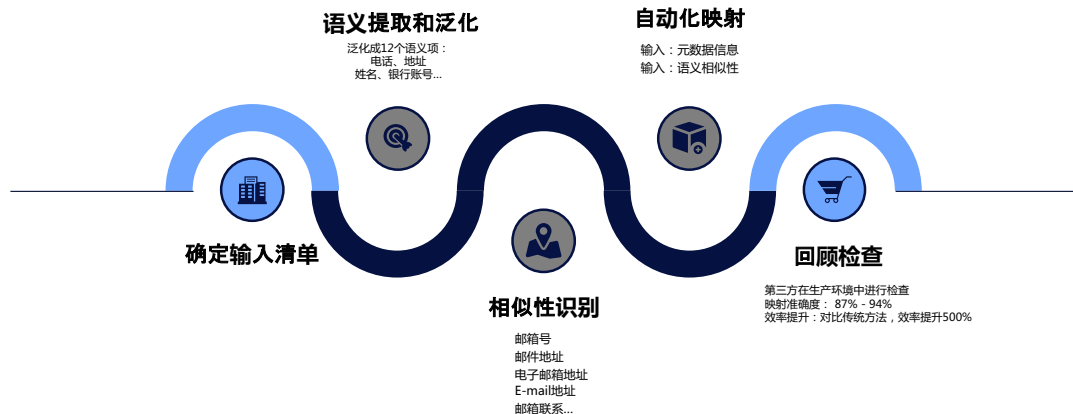 确定输入清单
语义提取和泛化
泛化成12个语义项：
电话、地址
姓名、银行账号...
相似性识别
邮箱号
邮件地址
电子邮箱地址
E-mail地址
邮箱联系...
自动化映射
输入：元数据信息
输入：语义相似性
回顾检查
第三方在生产环境中进行检查
映射准确度： 87% - 94%
效率提升：对比传统方法，效率提升500%